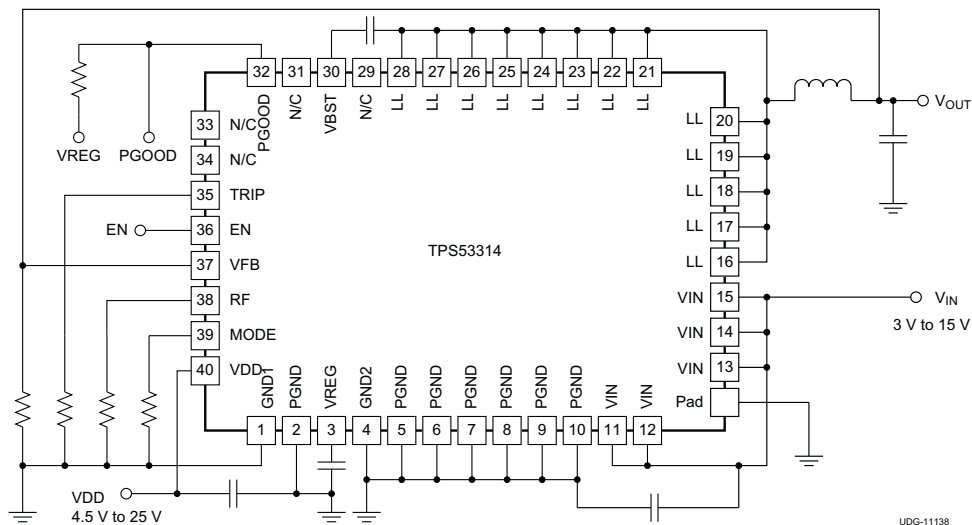 32 31 30 29 28 27 26 25 24 23 22 21
PGOOD N/C VBST N/C LL LL LL LL LL LL LL LL
VREG PGOOD
33 N/C
34 N/C
35 TRIP
EN 36 EN
37 VFB
38 RF
39 MODE
40 VDD
TPS53314
LL 20
LL 19
LL 18
LL 17
LL 16
VIN 15
VIN 14
VIN 13
Pad
VOUT
VIN
3 V to 15 V
GND1 PGND VREG GND2 PGND PGND PGND PGND PGND PGND VIN VIN
1 2 3 4 5 6 7 8 9 10 11 12
VDD
4.5 V to 25 V
UDG-11138